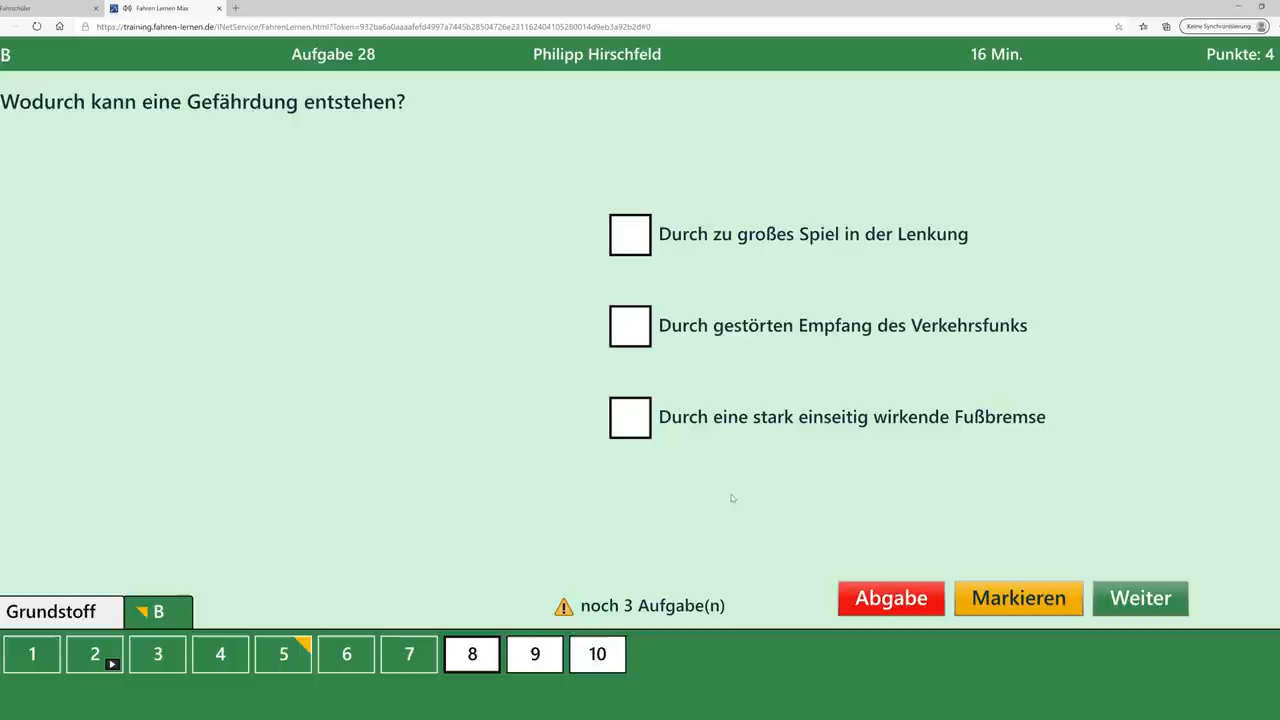 Fahrschüler
Fahren Lernen Max
https://training.fahren-lernen.de/INetService/FahrenLernen.html?Token=932ba6a0aaaafefd4997a7445b28504726e231162404105280014d9eb3a92b2d#0
Keine Synchronisierung
B
Aufgabe 28
Philipp Hirschfeld
16 Min.
Punkte: 4
Wodurch kann eine Gefährdung entstehen?
Durch zu großes Spiel in der Lenkung
Durch gestörten Empfang des Verkehrsfunks
Durch eine stark einseitig wirkende Fußbremse
Grundstoff
B
noch 3 Aufgabe(n)
Abgabe
Markieren
Weiter
1 2 3 4 5 6 7 8 9 10